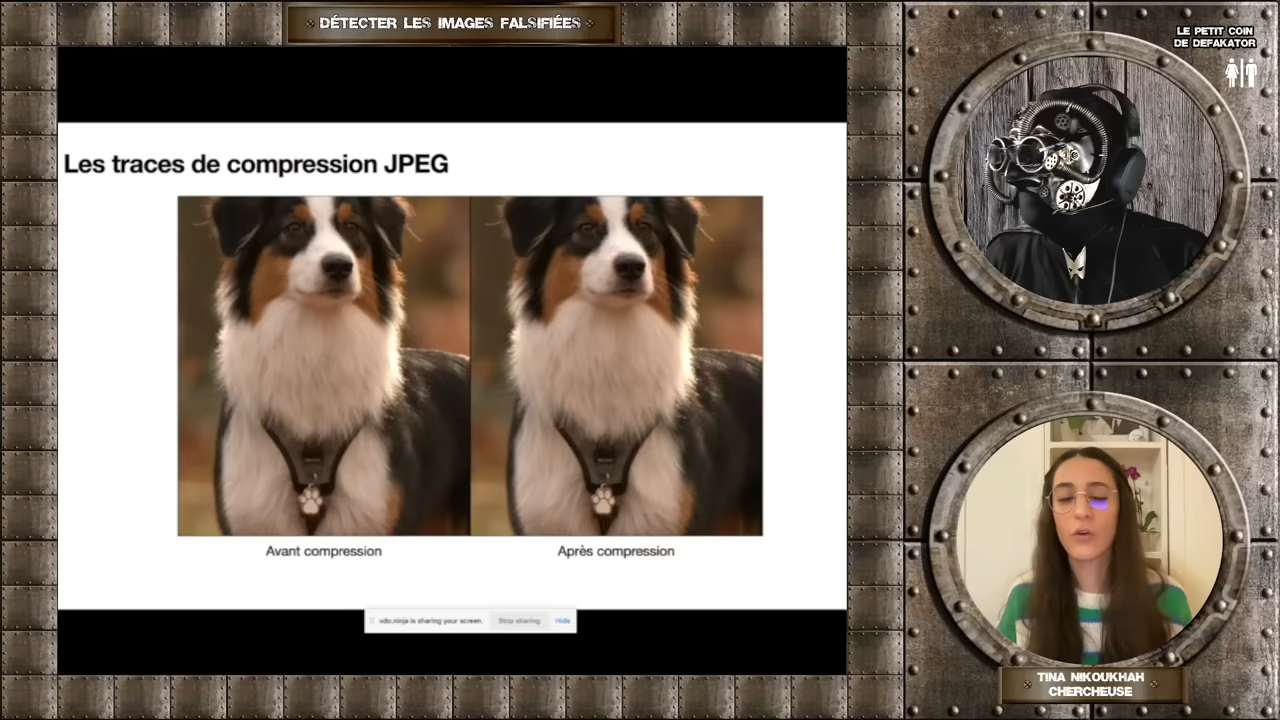 DÉTECTER LES IMAGES FALSIFIÉES
LE PETIT COIN
DE DEFAKATOR
Les traces de compression JPEG
Avant compression
Après compression
vdo.ninja is sharing your screen.
Stop sharing
Hide
TINA NIKOUKHAH
CHERCHEUSE